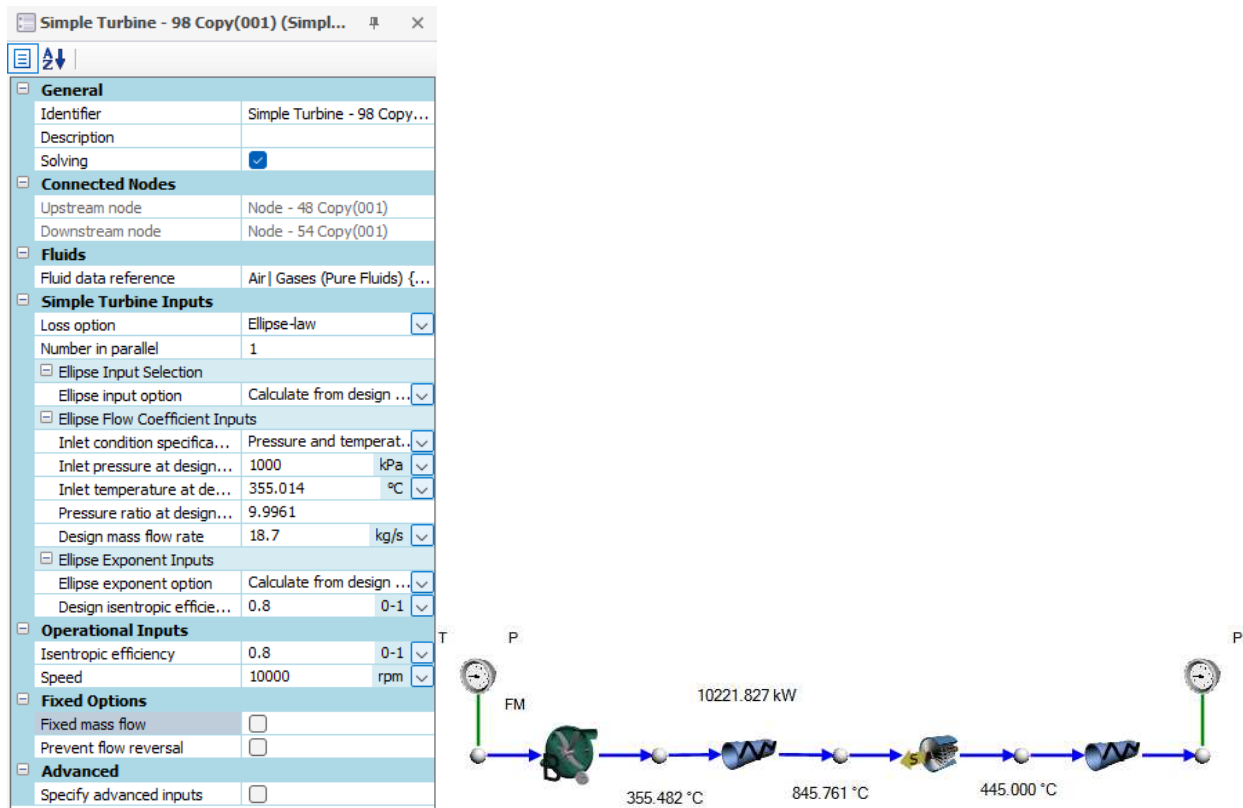 Simple Turbine - 98 Copy(001) (Simpl...
General
Identifier Simple Turbine - 98 Copy...
Description
Solving
Connected Nodes
Upstream node Node - 48 Copy(001)
Downstream node Node - 54 Copy(001)
Fluids
Fluid data reference Air| Gases (Pure Fluids) {...
Simple Turbine Inputs
Loss option Ellipse-law
Number in parallel 1
Ellipse Input Selection
Ellipse input option Calculate from design ...
Ellipse Flow Coefficient Inputs
Inlet condition specifica... Pressure and temperat...
Inlet pressure at design... 1000 kPa
Inlet temperature at de... 355.014 °C
Pressure ratio at design... 9.9961
Design mass flow rate 18.7 kg/s
Ellipse Exponent Inputs
Ellipse exponent option Calculate from design ...
Design isentropic efficie... 0.8 0-1
Operational Inputs
Isentropic efficiency 0.8 0-1
Speed 10000 rpm
Fixed Options
Fixed mass flow
Prevent flow reversal
Advanced
Specify advanced inputs
T P P
FM 10221.827 kW
S
355.482 °C 845.761 °C 445.000 °C